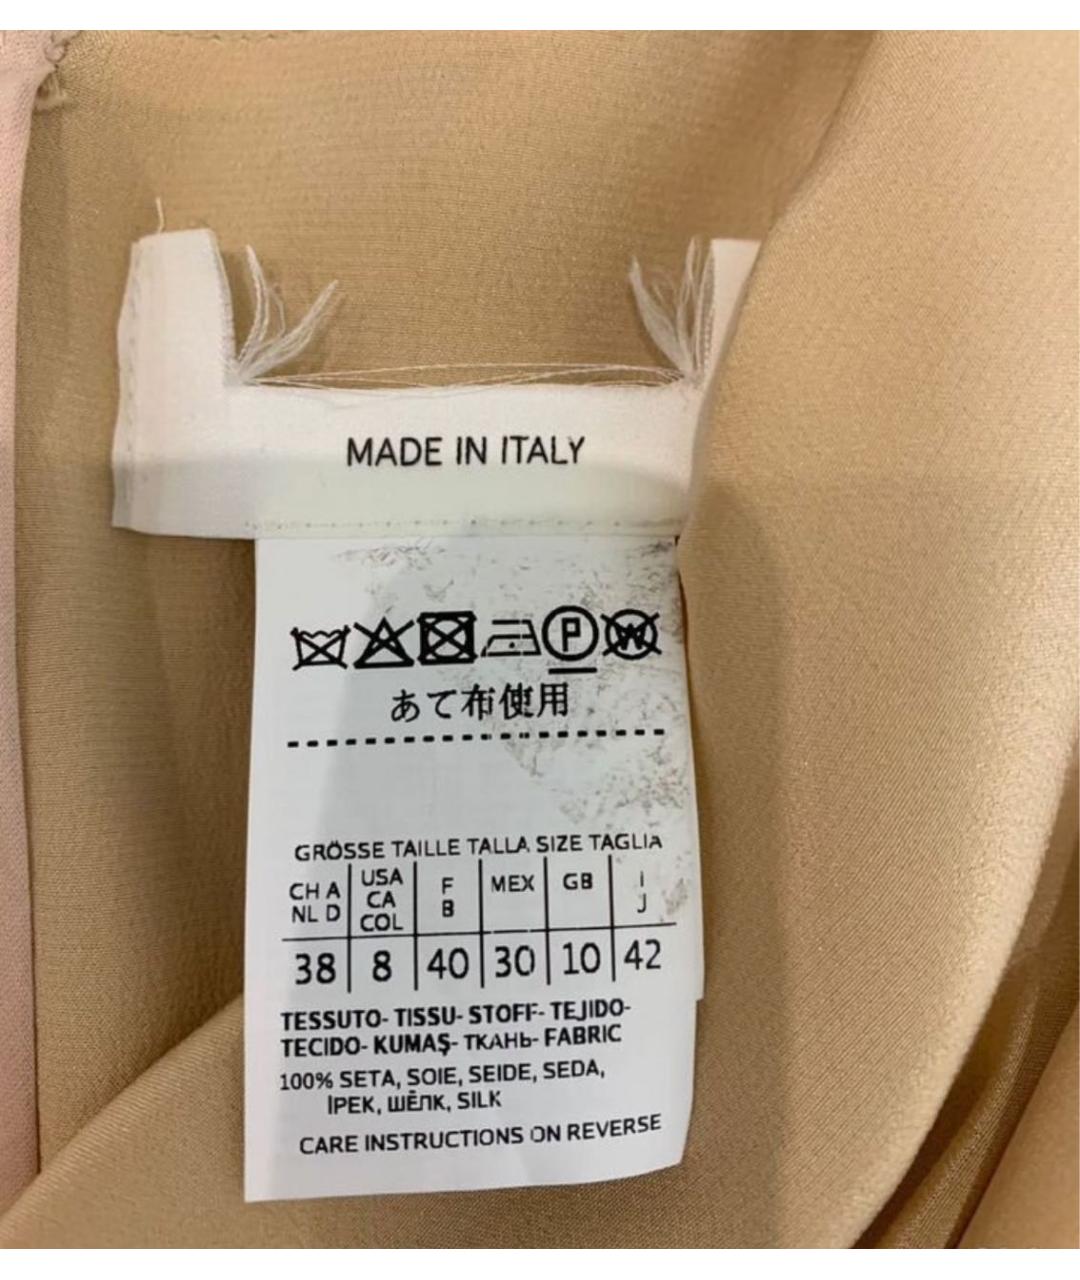 MADE IN ITALY
P W
あて布使用
GRÖSSE TAILLE TALLA SIZE TAGLIA
CH A NL D USA CA COL F B MEX GB I J
38 8 40 30 10 42
TESSUTO- TISSU- STOFF- TEJIDO-
TECIDO- KUMAŞ- ТКАНЬ- FABRIC
100% SETA, SOIE, SEIDE, SEDA,
İPEK, ШЁЛК, SILK
CARE INSTRUCTIONS ON REVERSE